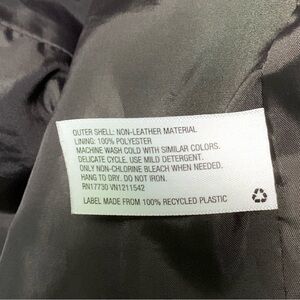 OUTER SHELL: NON-LEATHER MATERIAL
LINING: 100% POLYESTER
MACHINE WASH COLD WITH SIMILAR COLORS.
DELICATE CYCLE. USE MILD DETERGENT.
ONLY NON-CHLORINE BLEACH WHEN NEEDED.
HANG TO DRY. DO NOT IRON.
RN17730 VN1211542
LABEL MADE FROM 100% RECYCLED PLASTIC